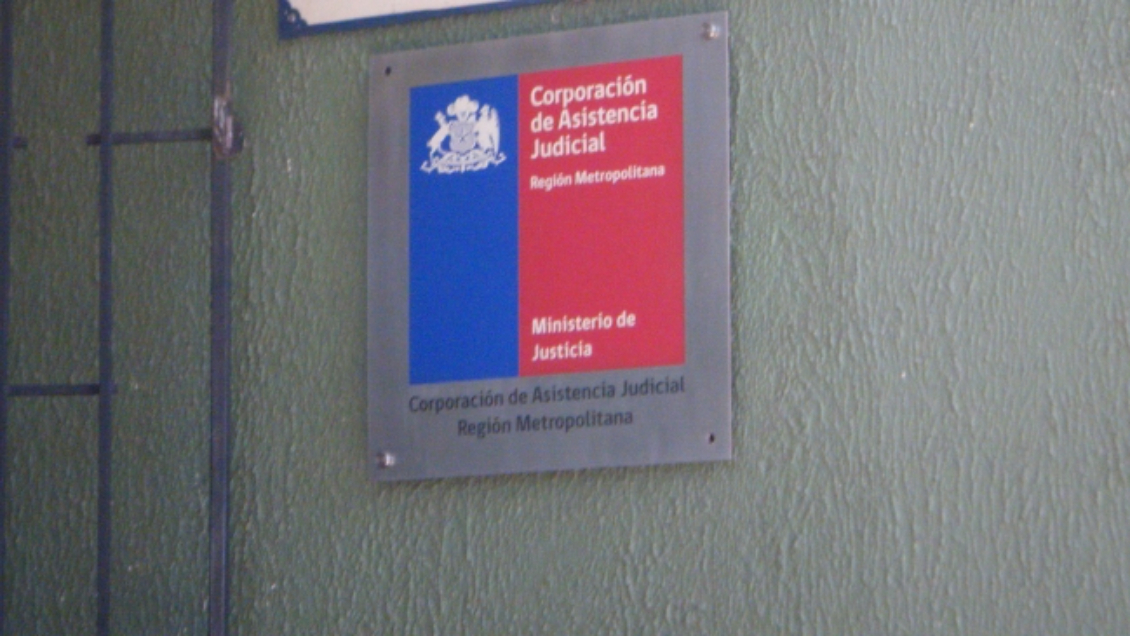 Corporación
de Asistencia
Judicial
Región Metropolitana
Ministerio de
Justicia
Corporación de Asistencia Judicial
Región Metropolitana